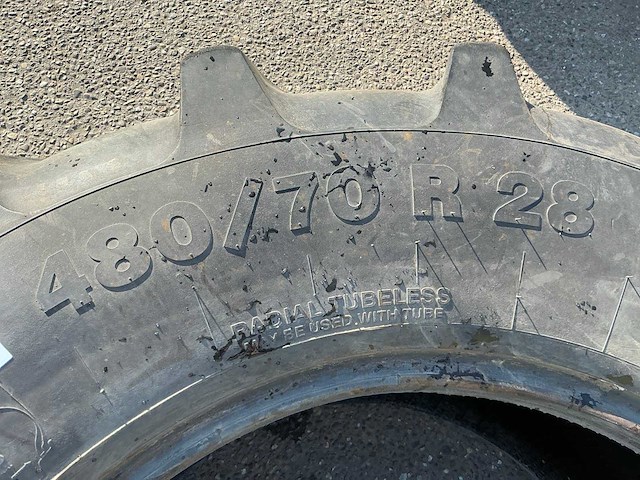 480/70 R 28
RADIAL TUBELESS
MAY BE USED WITH TUBE